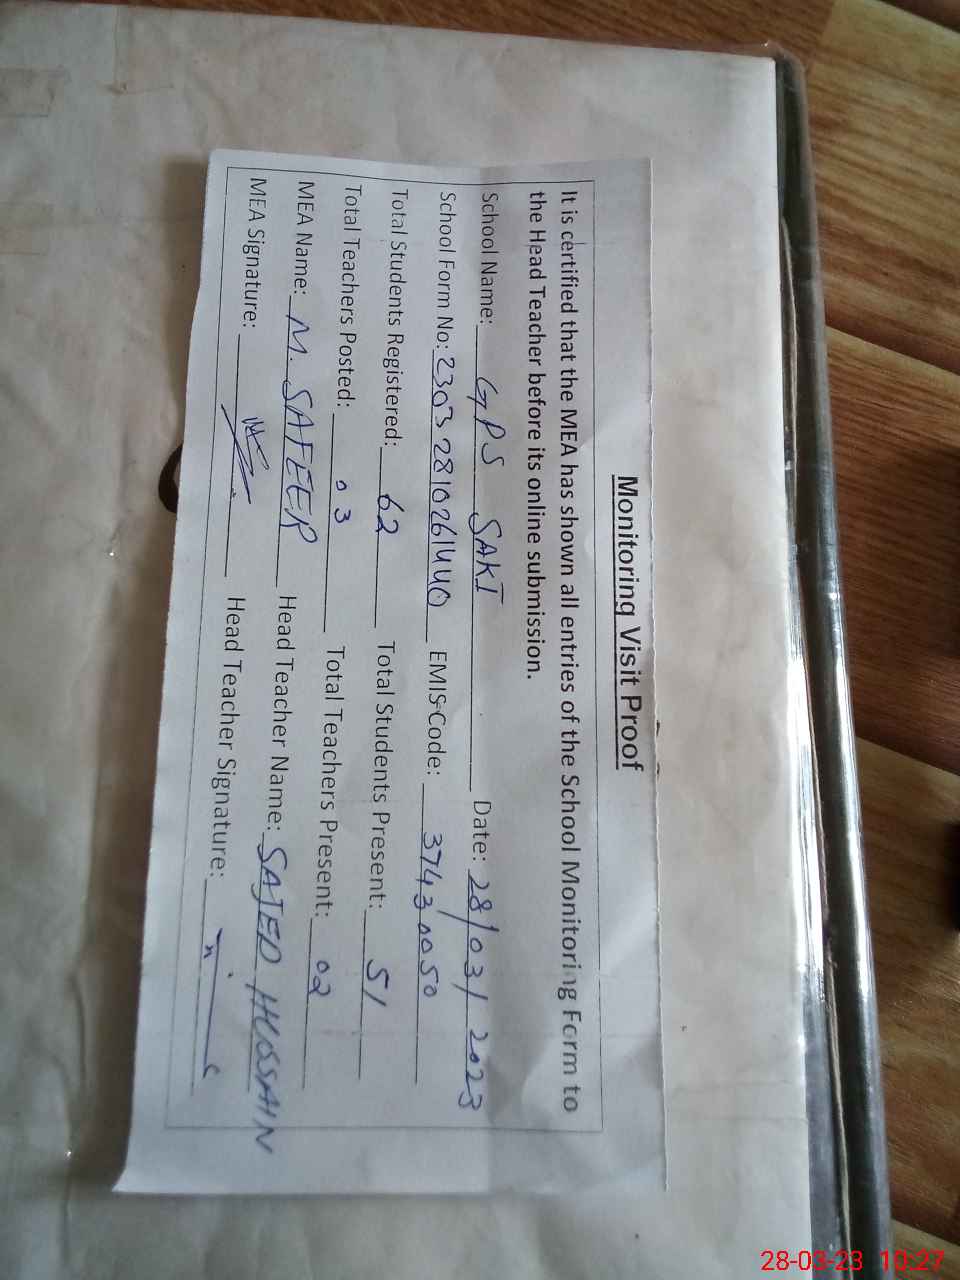 Monitoring Visit Proof
It is certified that the MEA has shown all entries of the School Monitoring Form to
the Head Teacher before its online submission.
School Name: GPS SAKI Date: 28/03/2023
School Form No: 2303281026144­0 EMIS Code: 37430050
Total Students Registered: 62 Total Students Present: 51
Total Teachers Posted: 03 Total Teachers Present: 02
MEA Name: M. SAFEER Head Teacher Name: SAJED HUSSAIN
MEA Signature: Head Teacher Signature:
28-03-23 10:27